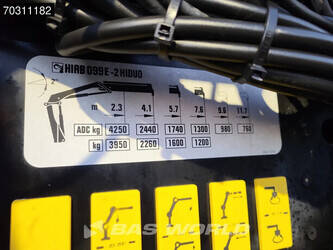 70311182
HIAB 099E-2 HIDUO
2"
m 2.3 4.1 5.7 7.6 9.6 11.7
ADC kg 4250 2440 1740 1300 980 760
kg 3950 2260 1600 1200
BAS WORLD